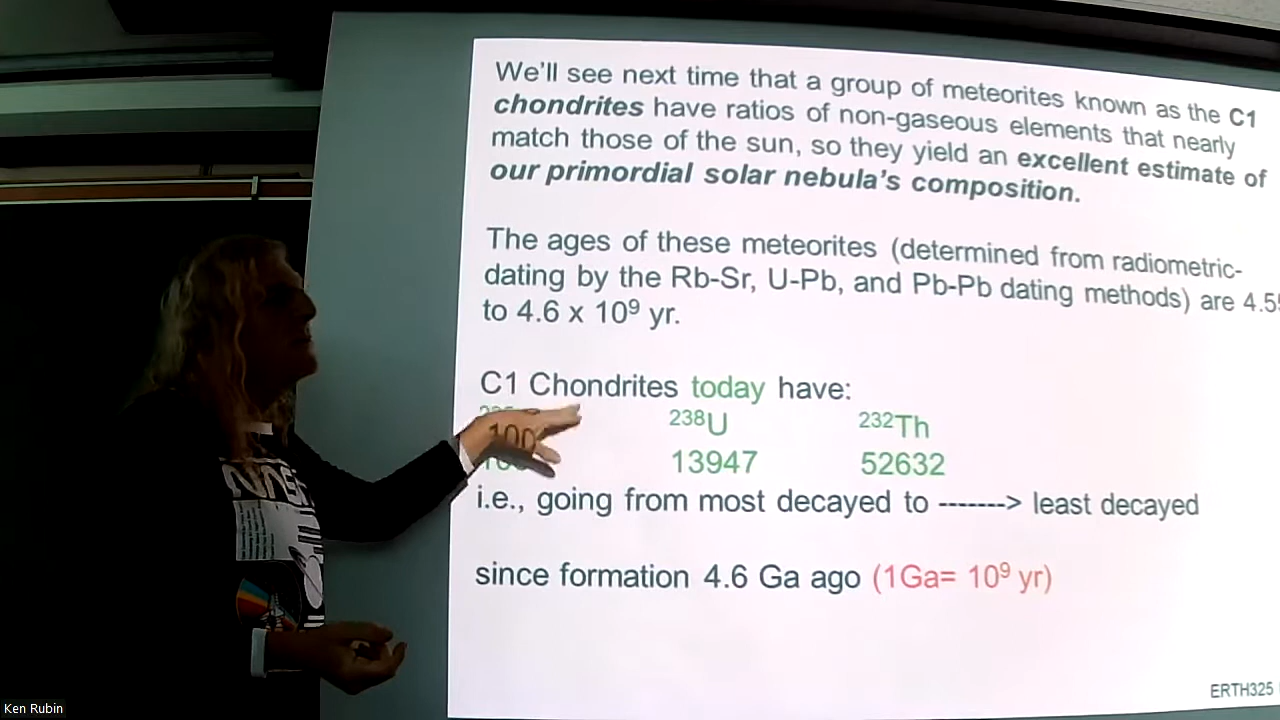 We'll see next time that a group of meteorites known as the C1
chondrites have ratios of non-gaseous elements that nearly
match those of the sun, so they yield an excellent estimate of
our primordial solar nebula's composition.
The ages of these meteorites (determined from radiometric-
dating by the Rb-Sr, U-Pb, and Pb-Pb dating methods) are 4.5
to 4.6 x 10⁹ yr.
C1 Chondrites today have:
²³⁸U ²³²Th
100 13947 52632
i.e., going from most decayed to -------> least decayed
since formation 4.6 Ga ago (1Ga= 10⁹ yr)
ERTH325
Ken Rubin